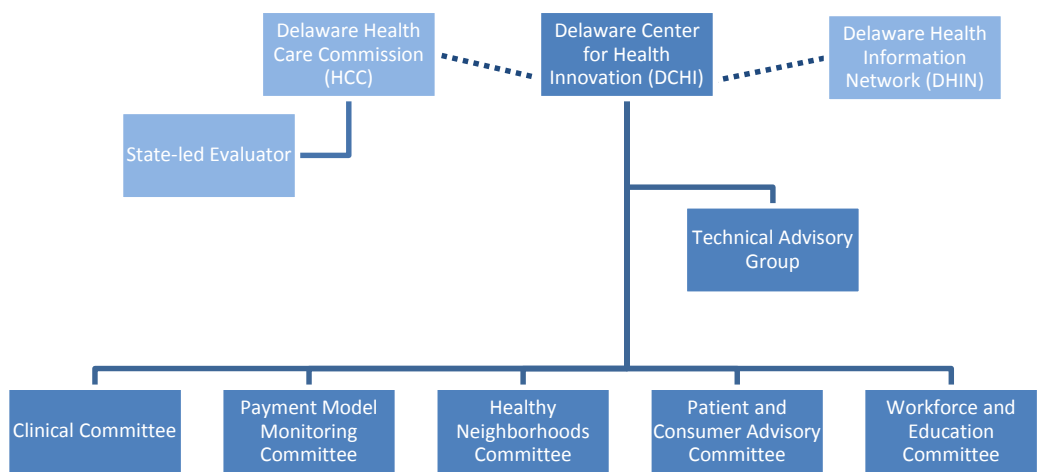 Delaware Health
Care Commission
(HCC)
Delaware Center
for Health
Innovation (DCHI)
Delaware Health
Information
Network (DHIN)
State-led Evaluator
Technical Advisory
Group
Clinical Committee
Payment Model
Monitoring
Committee
Healthy
Neighborhoods
Committee
Patient and
Consumer Advisory
Committee
Workforce and
Education
Committee